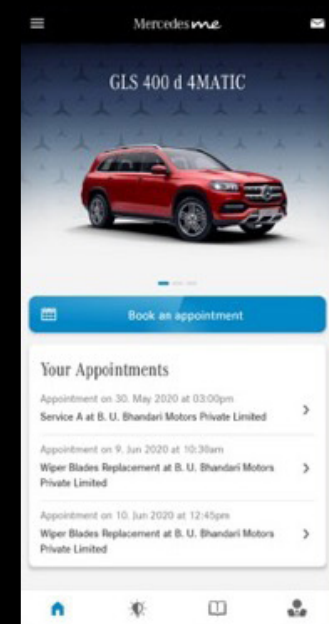 Mercedes me
GLS 400 d 4MATIC
Book an appointment
Your Appointments
Appointment on 30. May 2020 at 03:00pm
Service A at B. U. Bhandari Motors Private Limited
Appointment on 9. Jun 2020 at 10:30am
Wiper Blades Replacement at B. U. Bhandari Motors
Private Limited
Appointment on 10. Jun 2020 at 12:45pm
Wiper Blades Replacement at B. U. Bhandari Motors
Private Limited